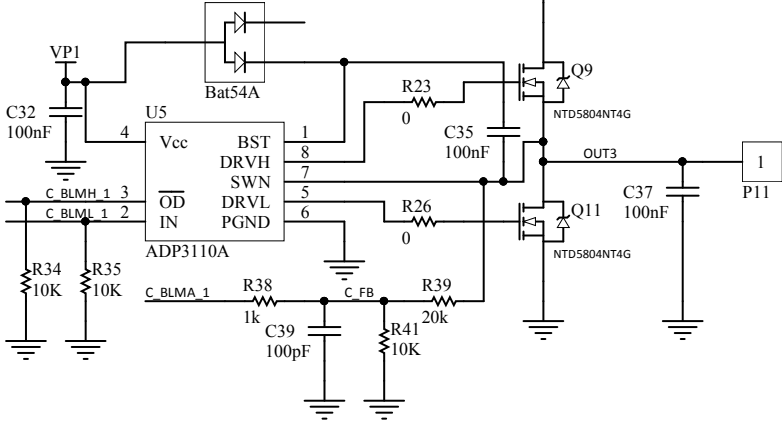 VP1
Bat54A
R23
0
Q9
NTD5804NT4G
C32
100nF
U5
C35
100nF
4
Vcc
BST
1
DRVH
8
SWN
7
OUT3
1
P11
C_BLMH_1
3
OD
DRVL
5
R26
0
Q11
C37
100nF
C_BLML_1
2
IN
PGND
6
ADP3110A
NTD5804NT4G
R34
10K
R35
10K
C_BLMA_1
R38
1k
C_FB
R39
20k
C39
100pF
R41
10K